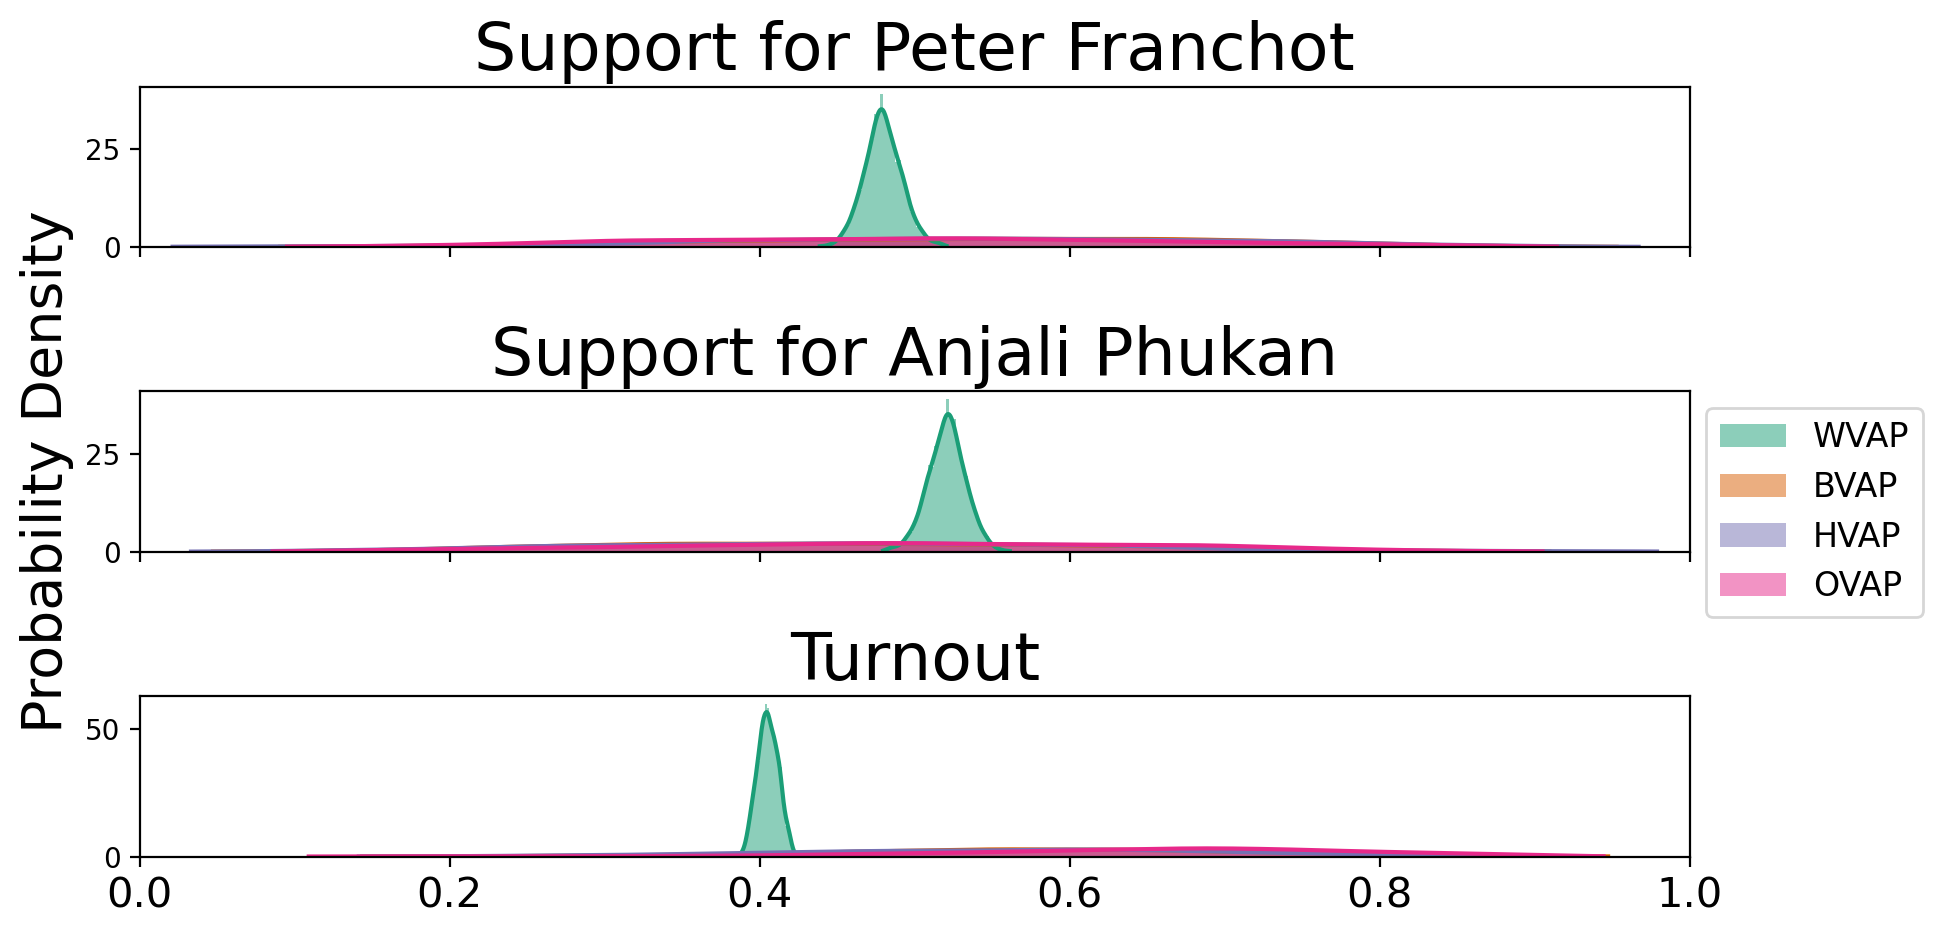 Support for Peter Franchot
25
0
Support for Anjali Phukan
25
0
Turnout
50
0
0.0 0.2 0.4 0.6 0.8 1.0
Probability Density
WVAP
BVAP
HVAP
OVAP